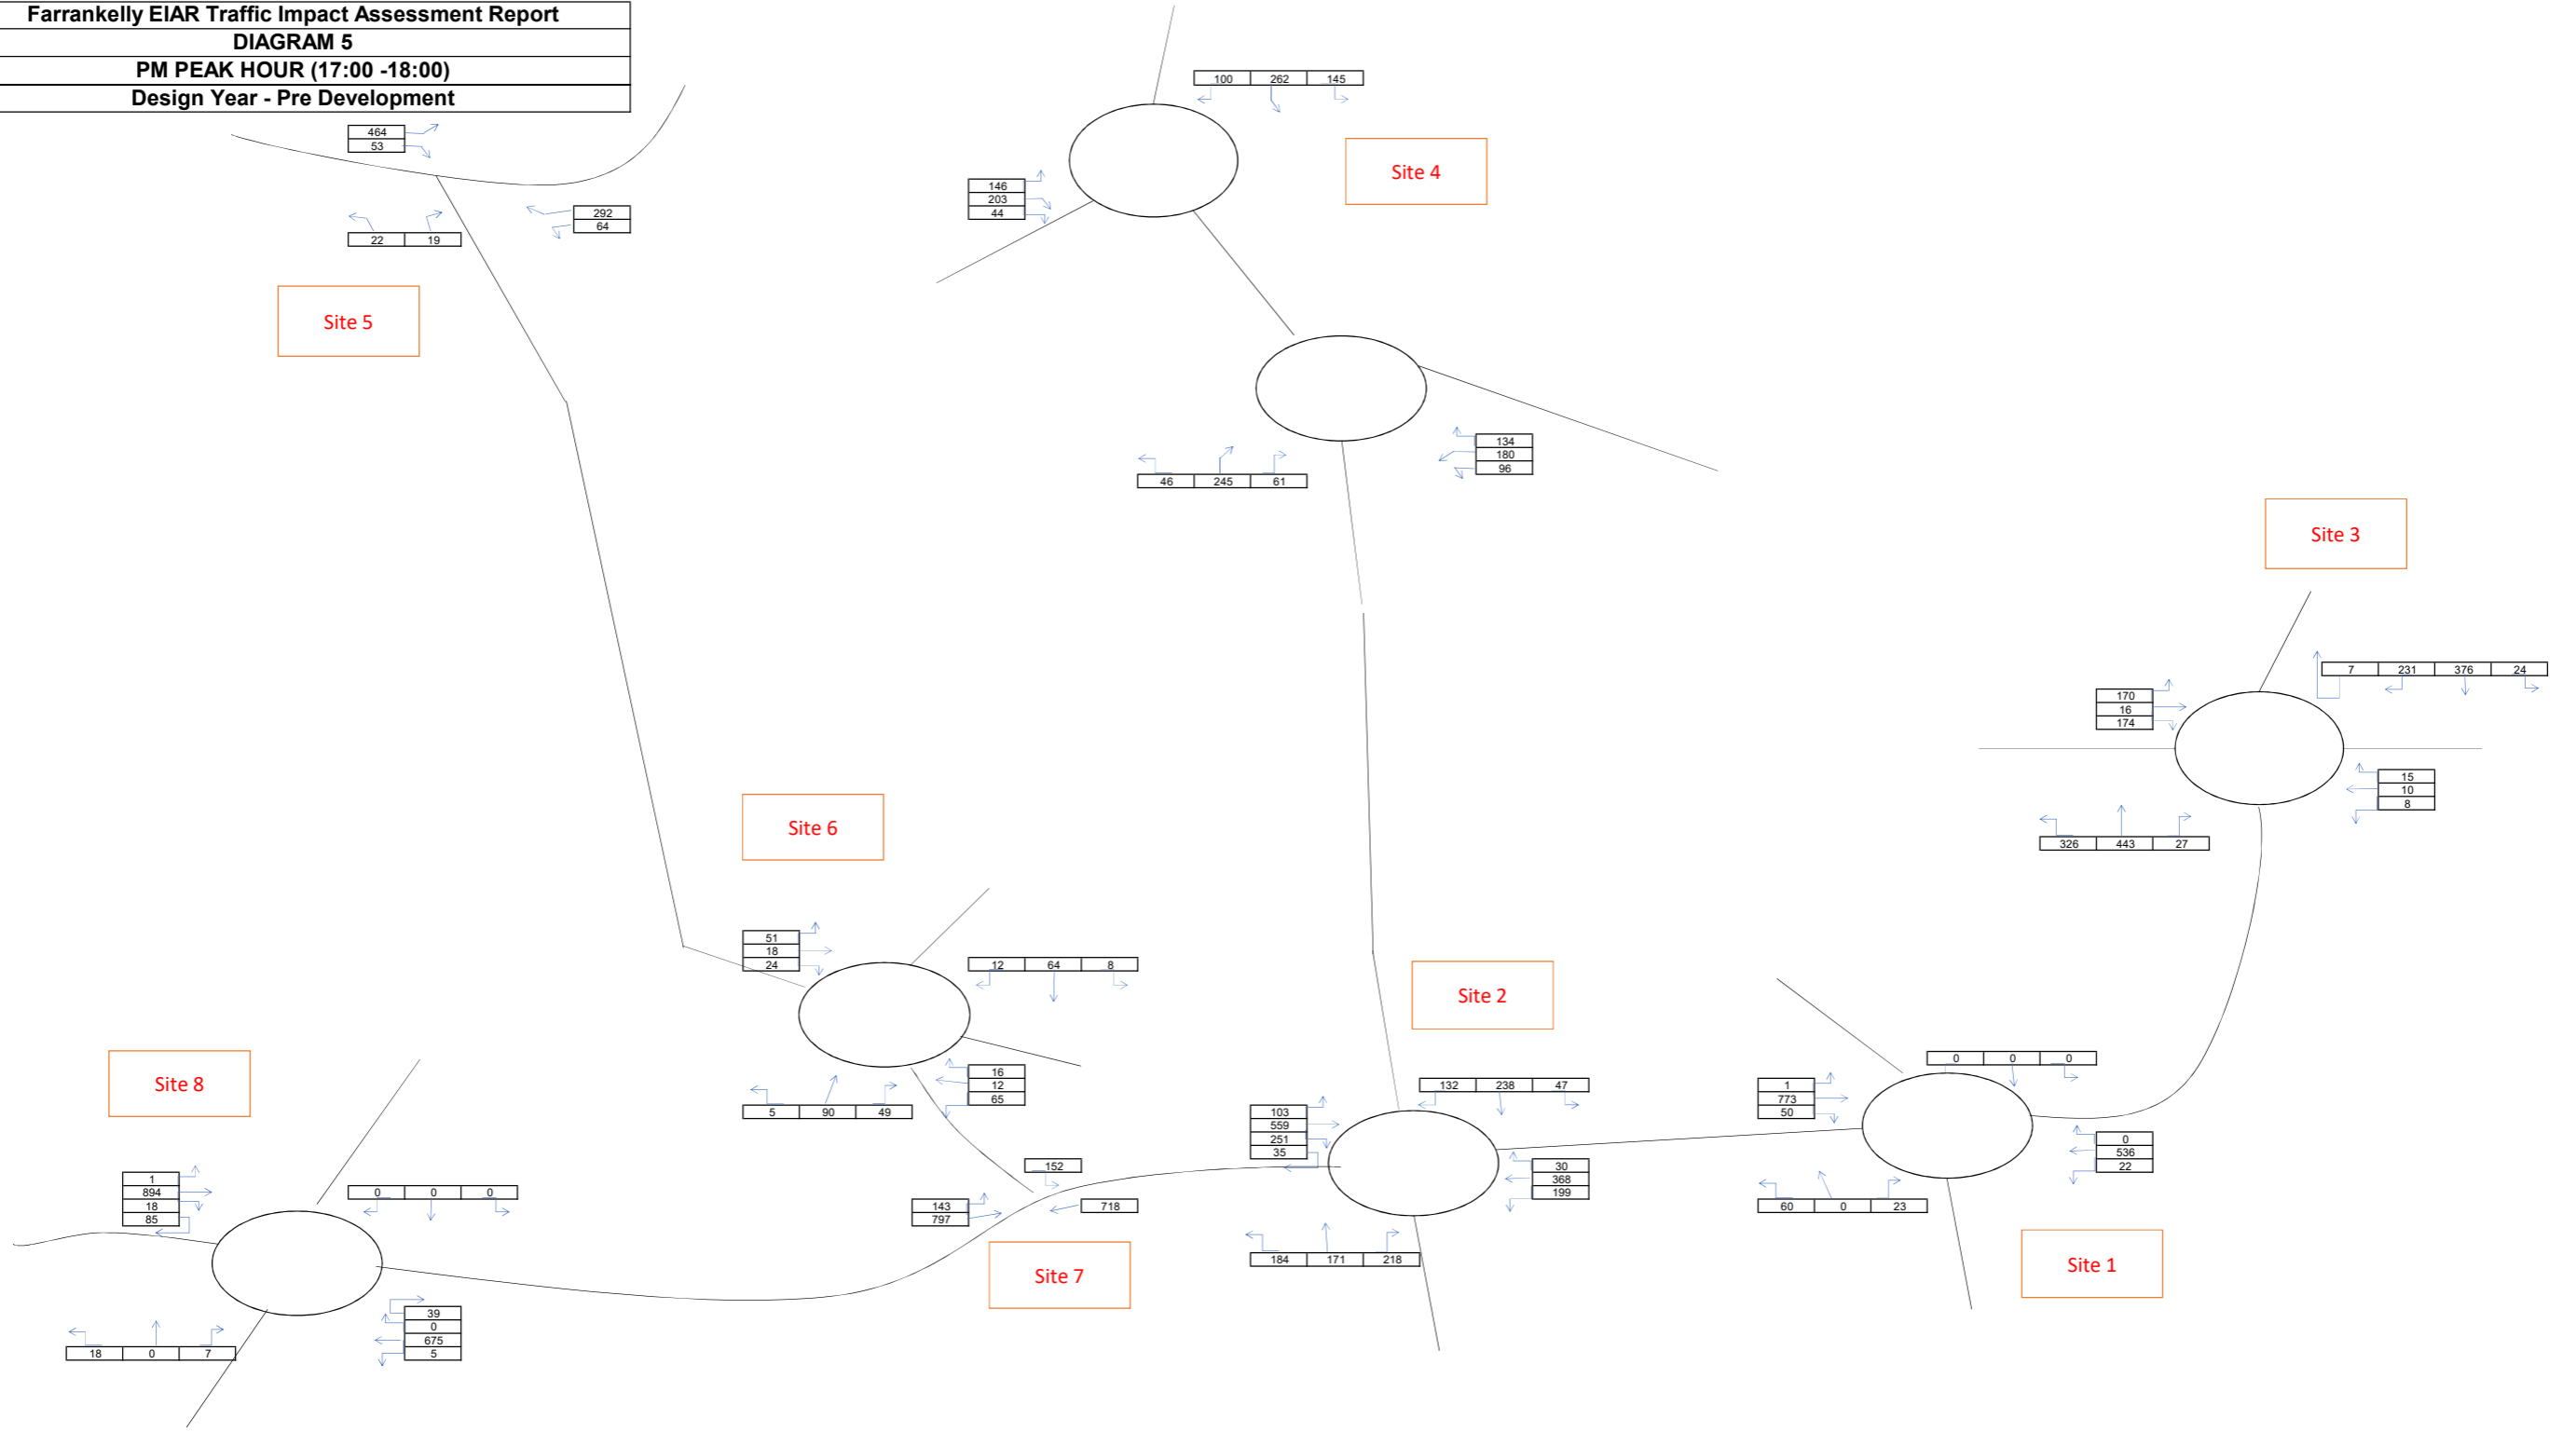 Farrankelly EIAR Traffic Impact Assessment Report
DIAGRAM 5
PM PEAK HOUR (17:00 -18:00)
Design Year - Pre Development
464
53
22 19
292
64
Site 5
100 262 145
146
203
44
Site 4
46 245 61
134
180
96
Site 3
7 231 376 24
170
16
174
15
10
8
326 443 27
Site 6
51
18
24
12 64 8
16
12
65
5 90 49
Site 2
132 238 47
103
559
251
35
30
368
199
184 171 218
0 0 0
1
773
50
0
536
22
60 0 23
Site 1
152
143
797
718
Site 7
Site 8
1
894
18
85
0 0 0
39
0
675
5
18 0 7